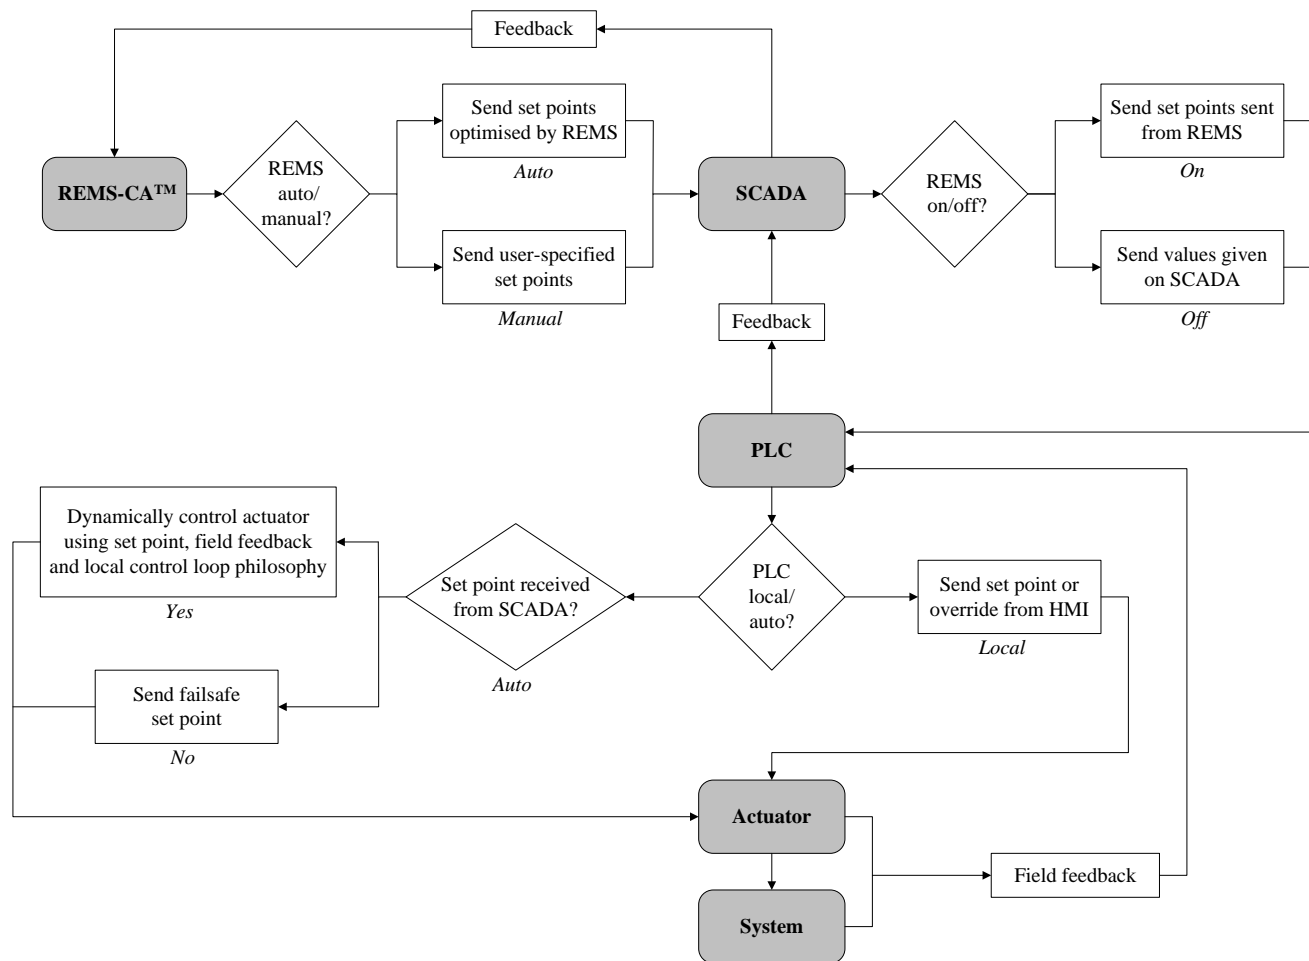 Feedback
Send set points
optimised by REMS
Auto
REMS-CA™
REMS
auto/
manual?
Send user-specified
set points
Manual
SCADA
REMS
on/off?
Send set points sent
from REMS
On
Send values given
on SCADA
Off
Feedback
PLC
Dynamically control actuator
using set point, field feedback
and local control loop philosophy
Yes
Set point received
from SCADA?
Auto
PLC
local/
auto?
Send set point or
override from HMI
Local
Send failsafe
set point
No
Actuator
Field feedback
System